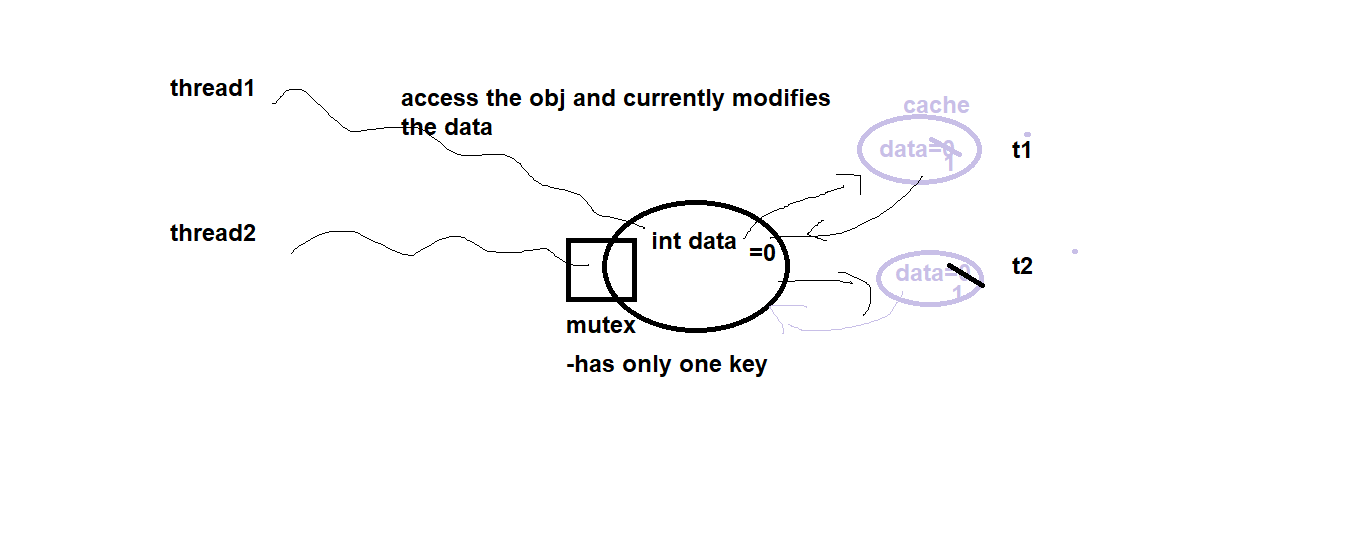 thread1
access the obj and currently modifies
the data
cache
data=0
1
t1
thread2
int data
=0
data=0
1
t2
mutex
-has only one key